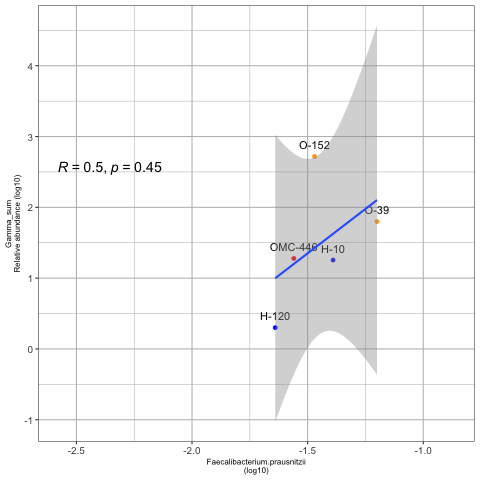 4
3
2
1
0
-1
Gamma_sum
Relative abundance (log10)
R = 0.5, p = 0.45
O-152
O-39
OMC-446
H-10
H-120
-2.5
-2.0
-1.5
-1.0
Faecalibacterium.prausnitzii
(log10)